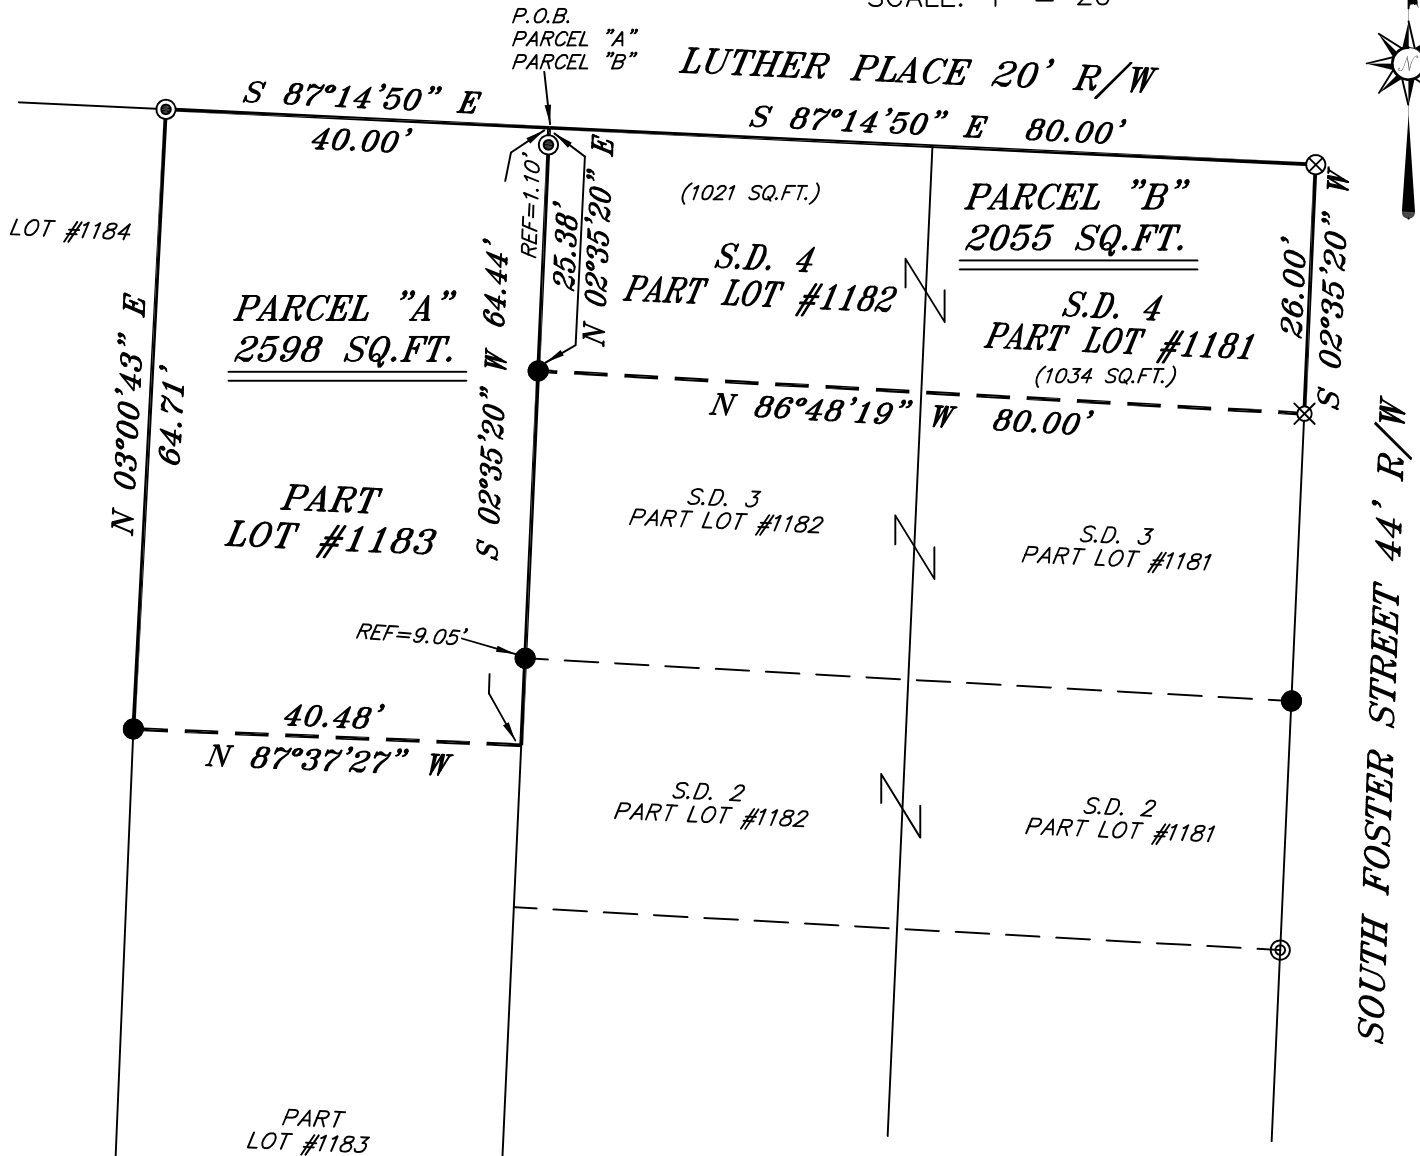 P.O.B.
PARCEL "A"
PARCEL "B"
LUTHER PLACE 20' R/W
S 87°14'50" E
40.00'
S 87°14'50" E 80.00'
N
LOT #1184
REF=1.10'
25.38'
N 02°35'20" E
(1021 SQ.FT.)
S.D. 4
PART LOT #1182
PARCEL "B"
2055 SQ.FT.
S.D. 4
PART LOT #1181
(1034 SQ.FT.)
26.00'
S 02°35'20" W
PARCEL "A"
2598 SQ.FT.
N 03°00'43" E
64.71'
S 02°35'20" W 64.44'
N 86°48'19" W 80.00'
PART
LOT #1183
S.D. 3
PART LOT #1182
S.D. 3
PART LOT #1181
SOUTH FOSTER STREET 44' R/W
REF=9.05'
40.48'
N 87°37'27" W
S.D. 2
PART LOT #1182
S.D. 2
PART LOT #1181
PART
LOT #1183